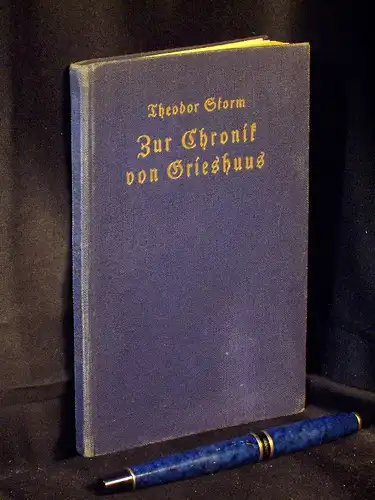 Theodor Storm
Zur Chronik
von Grieshuus